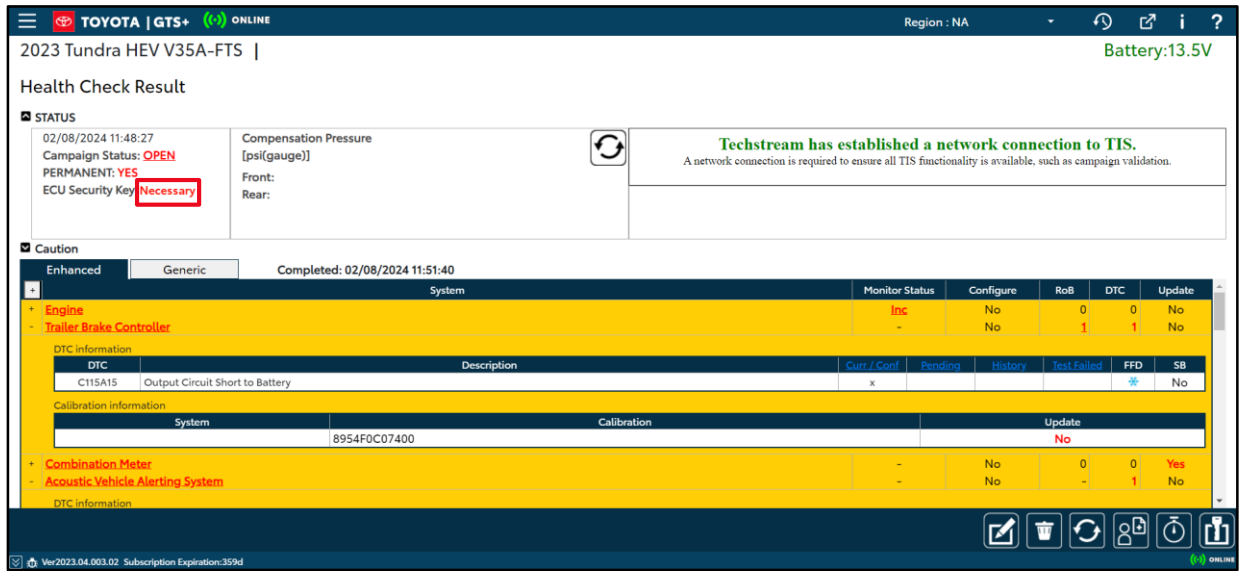 TOYOTA | GTS+ ((·)) ONLINE Region : NA i ?
2023 Tundra HEV V35A-FTS | Battery:13.5V
Health Check Result
STATUS
02/08/2024 11:48:27
Campaign Status: OPEN
PERMANENT: YES
ECU Security Key Necessary
Compensation Pressure
[psi(gauge)]
Front:
Rear:
Techstream has established a network connection to TIS.
A network connection is required to ensure all TIS functionality is available, such as campaign validation.
Caution
Enhanced Generic Completed: 02/08/2024 11:51:40
+ System Monitor Status Configure RoB DTC Update
+ Engine Inc No 0 0 No
- Trailer Brake Controller - No 1 1 No
DTC information
DTC Description Curr / Conf Pending History Test Failed FFD SB
C115A15 Output Circuit Short to Battery x No
Calibration information
System Calibration Update
8954F0C07400 No
+ Combination Meter - No 0 0 Yes
- Acoustic Vehicle Alerting System - No - 1 No
DTC information
Ver2023.04.003.02 Subscription Expiration:359d ((·)) ONLINE